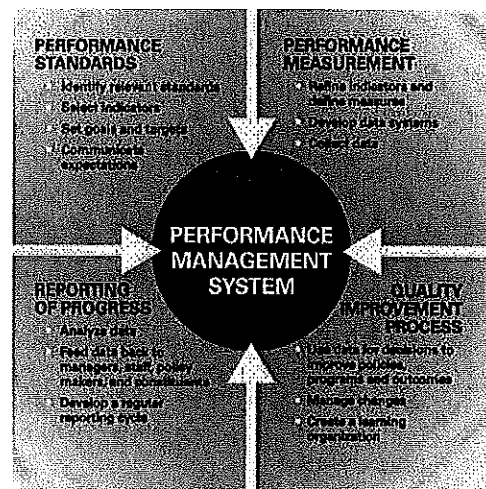 PERFORMANCE
STANDARDS
Identify relevant standards
Select indicators
Set goals and targets
Communicate
expectations
PERFORMANCE
MEASUREMENT
Refine indicators and
define measures
Develop data systems
Collect data
PERFORMANCE
MANAGEMENT
SYSTEM
REPORTING
OF PROGRESS
Analyze data
Feed data back to
managers, staff, policy
makers, and constituents
Develop a regular
reporting cycle
QUALITY
IMPROVEMENT
PROCESS
Use data for decisions to
improve policies,
programs and outcomes
Manage changes
Create a learning
organization